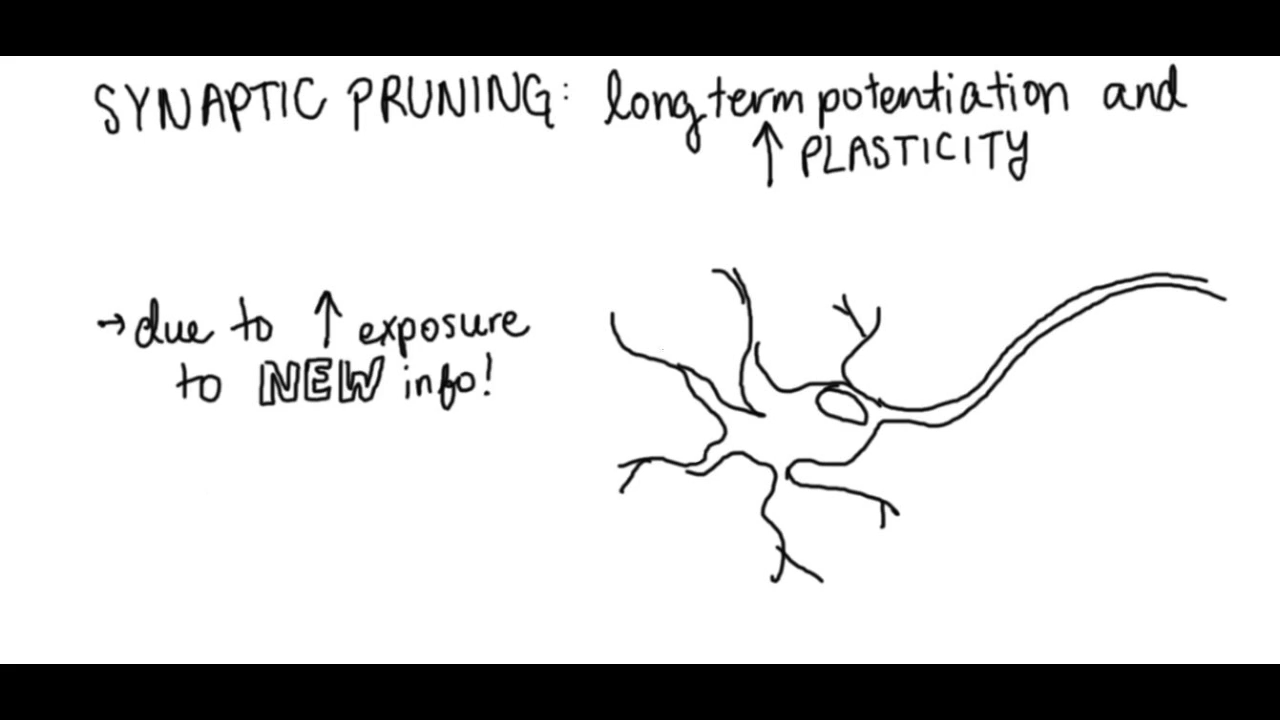 SYNAPTIC PRUNING: long term potentiation and
↑ PLASTICITY
→ due to ↑ exposure
to NEW info!